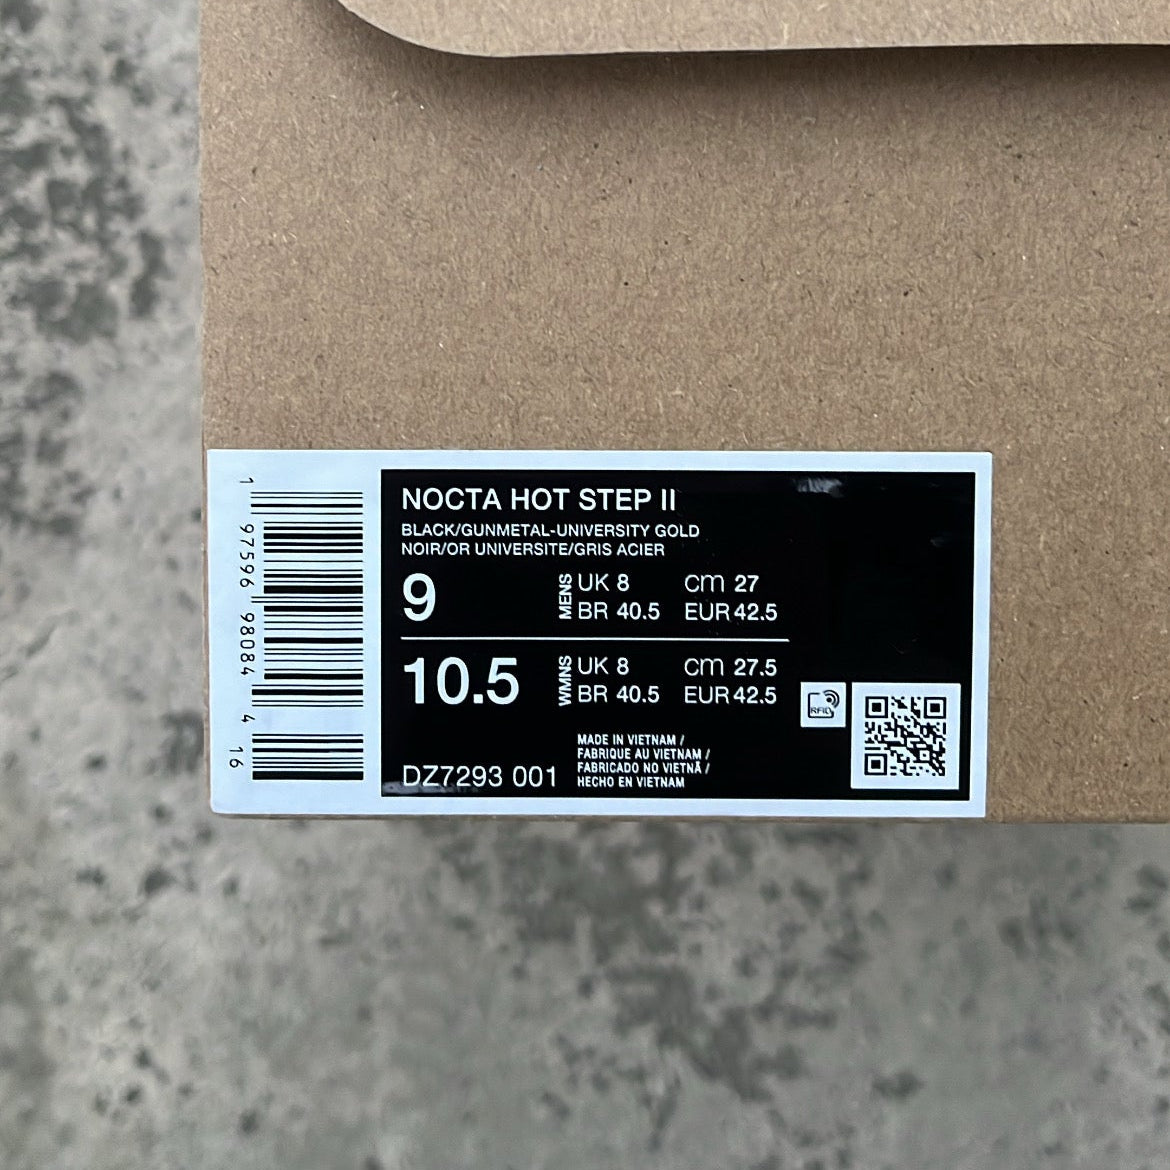 NOCTA HOT STEP II
BLACK/GUNMETAL-UNIVERSITY GOLD
NOIR/OR UNIVERSITE/GRIS ACIER
9 MENS UK 8 cm 27
BR 40.5 EUR 42.5
10.5 WMNS UK 8 cm 27.5
BR 40.5 EUR 42.5
MADE IN VIETNAM /
FABRIQUE AU VIETNAM /
FABRICADO NO VIETNÃ /
HECHO EN VIETNAM
DZ7293 001
RFID
1 97596 98084 4 16